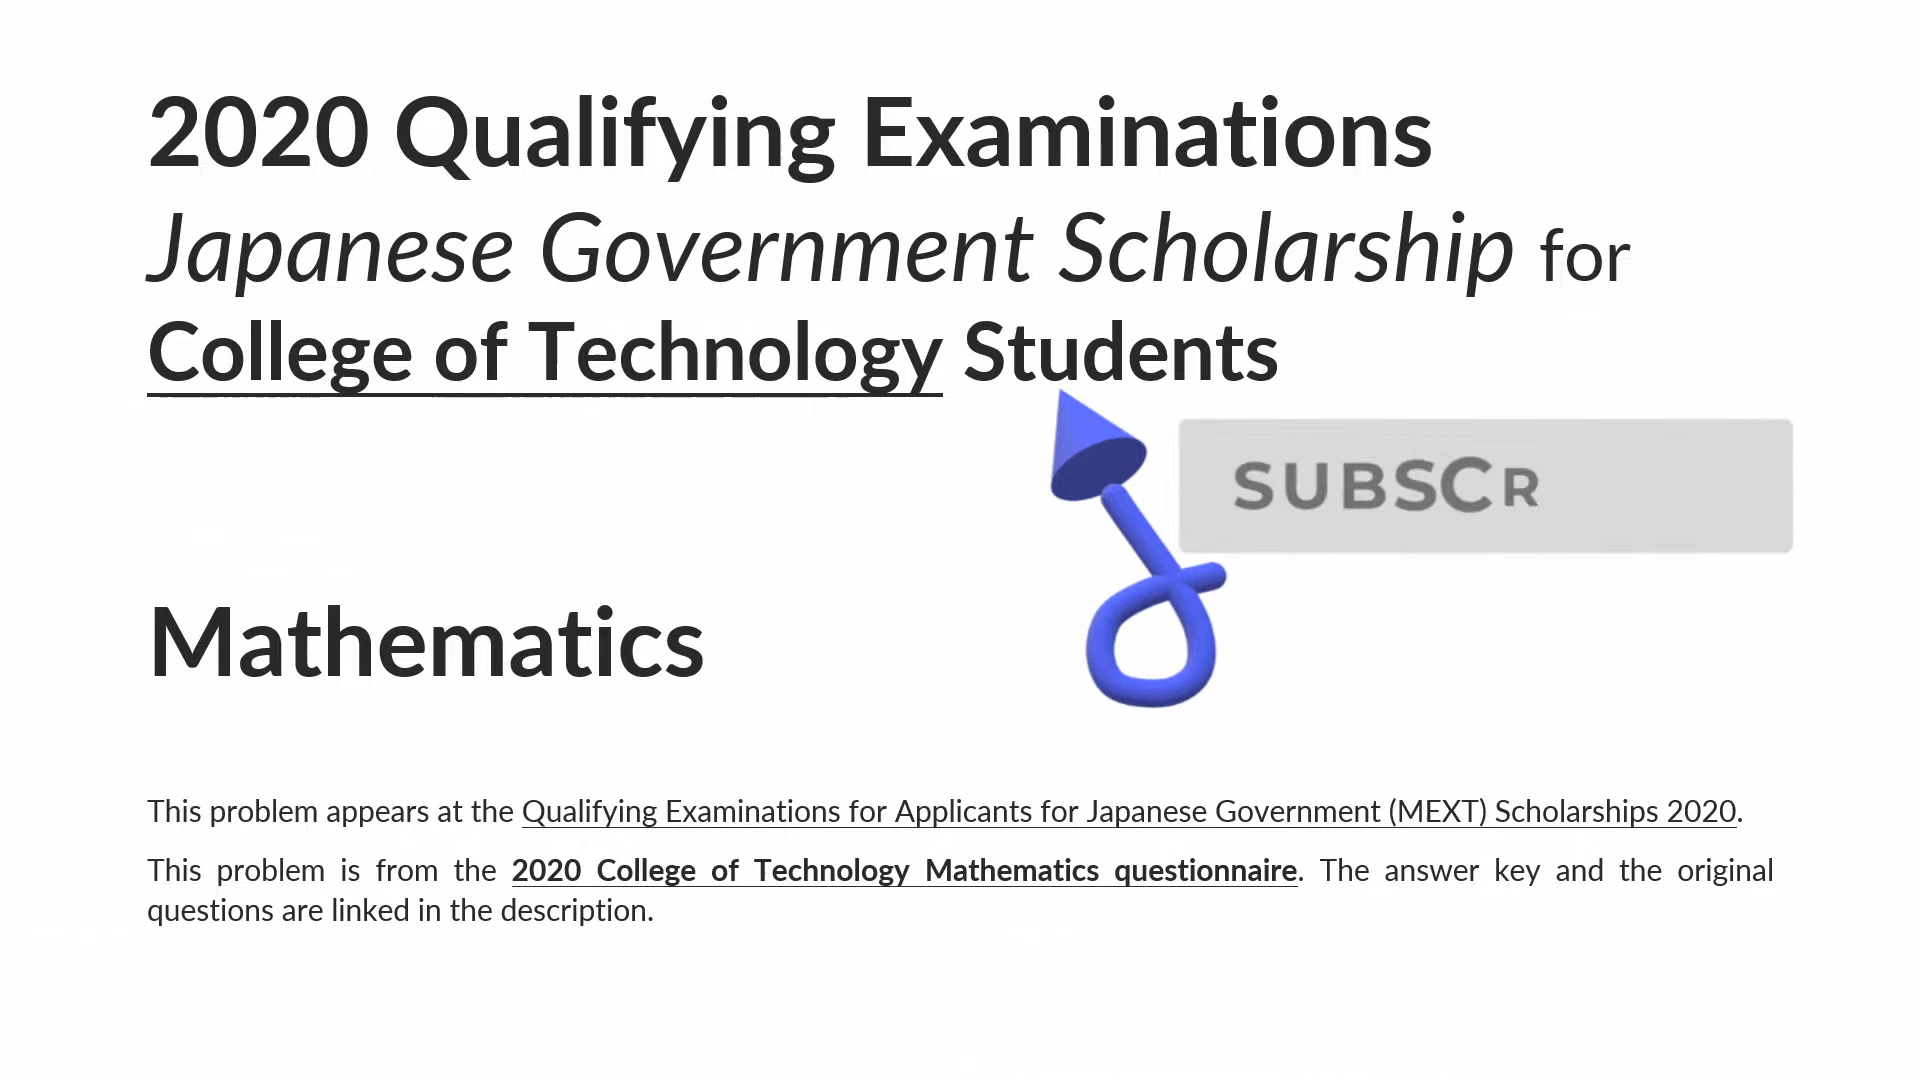 2020 Qualifying Examinations
Japanese Government Scholarship for
College of Technology Students
SUBSCR
Mathematics
This problem appears at the Qualifying Examinations for Applicants for Japanese Government (MEXT) Scholarships 2020.
This problem is from the 2020 College of Technology Mathematics questionnaire. The answer key and the original
questions are linked in the description.